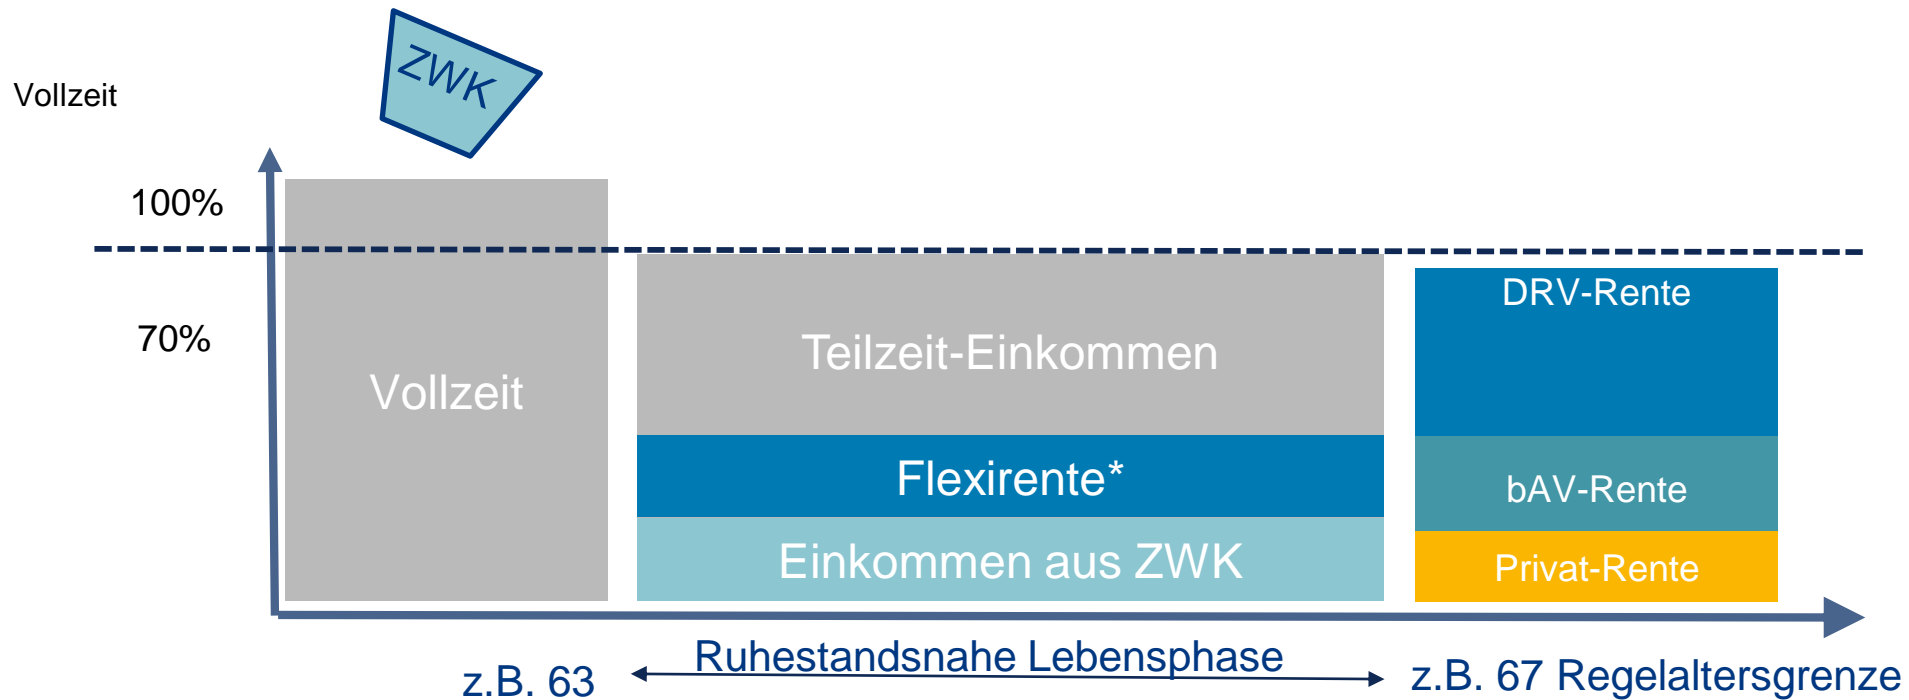 ZWK
Vollzeit
100%
70%
Vollzeit
Teilzeit-Einkommen
Flexirente*
Einkommen aus ZWK
DRV-Rente
bAV-Rente
Privat-Rente
z.B. 63
Ruhestandsnahe Lebensphase
z.B. 67 Regelaltersgrenze